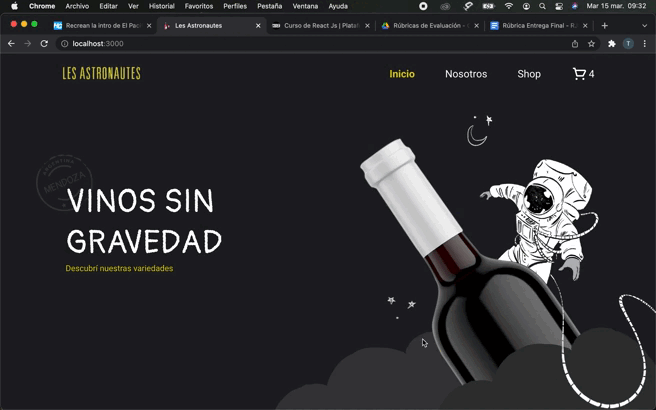 Chrome Archivo Editar Ver Historial Favoritos Perfiles Pestaña Ventana Ayuda Mar 15 mar. 09:32
Recrean la intro de El Pac Les Astronautes Curso de React Js | Plata Rúbricas de Evaluación - Rúbrica Entrega Final - R
localhost:3000 T
LES ASTRONAUTES Inicio Nosotros Shop 4
MENDOZA
VINOS SIN
GRAVEDAD
Descubrí nuestras variedades